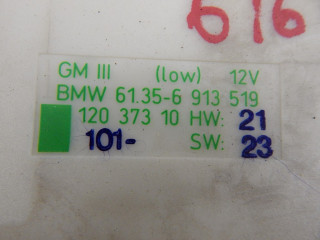 616
GM III (low) 12V
BMW 61.35-6 913 519
120 373 10 HW: 21
101- SW: 23